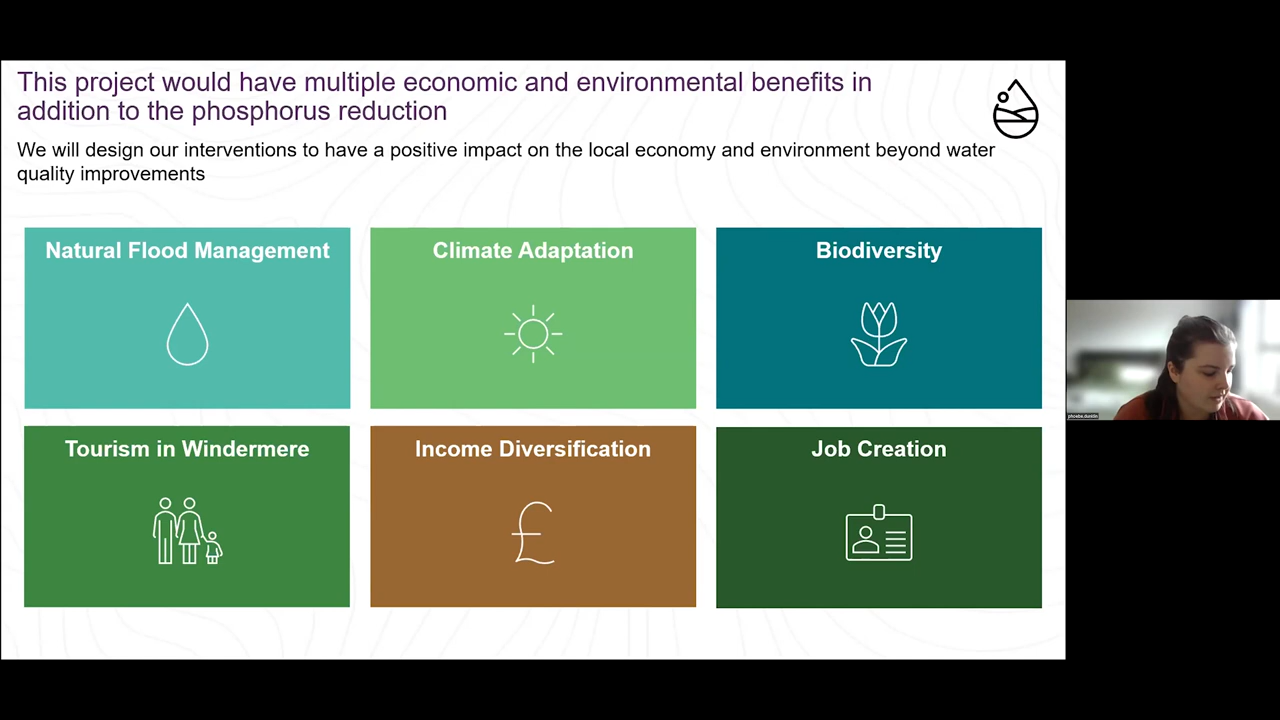 This project would have multiple economic and environmental benefits in
addition to the phosphorus reduction
We will design our interventions to have a positive impact on the local economy and environment beyond water
quality improvements
Natural Flood Management
Climate Adaptation
Biodiversity
Tourism in Windermere
Income Diversification
£
Job Creation
phoebe.dunklin